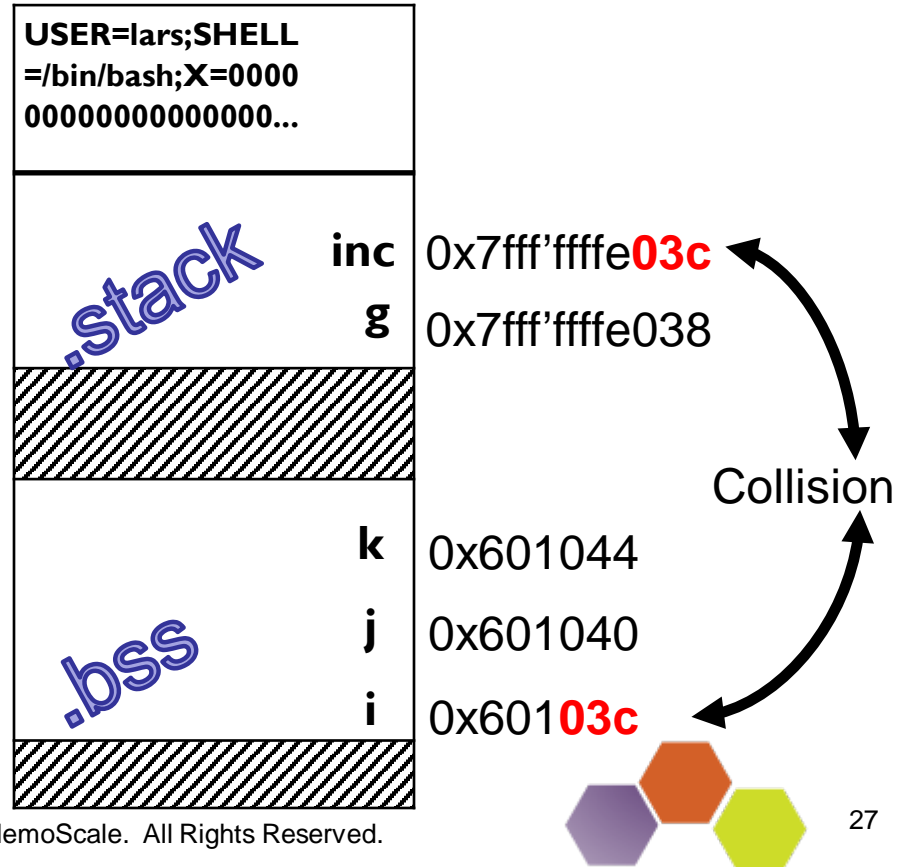 USER=lars;SHELL
=/bin/bash;X=0000
00000000000000...
.stack
inc 0x7fff'ffffe03c
g 0x7fff'ffffe038
Collision
k 0x601044
.bss
j 0x601040
i 0x60103c
emoScale. All Rights Reserved.
27